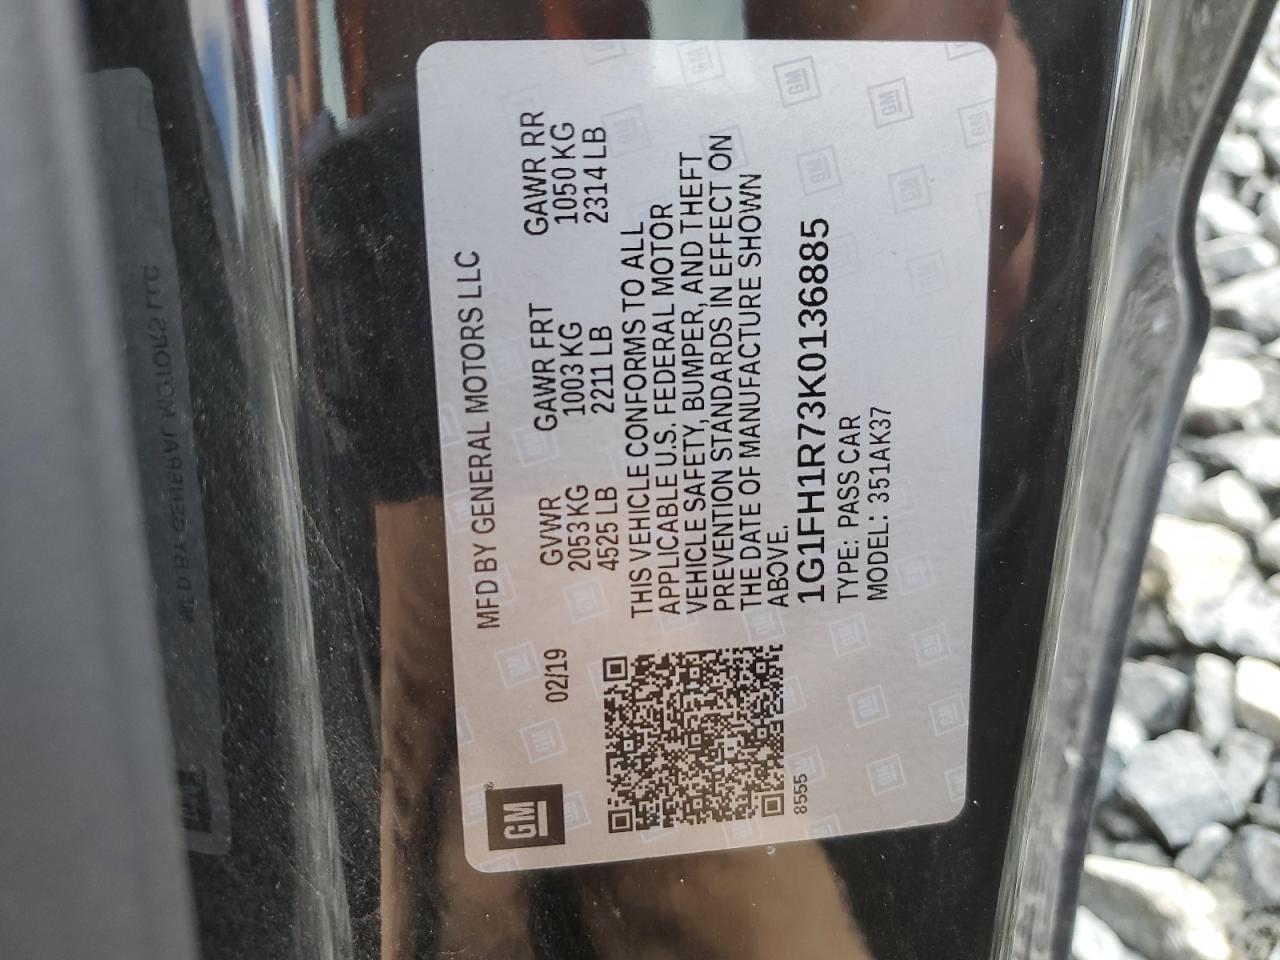 MFD BY GENERAL MOTORS LLC
02/19
GVWR GAWR FRT GAWR RR
2053 KG 1003 KG 1050 KG
4525 LB 2211 LB 2314 LB
THIS VEHICLE CONFORMS TO ALL
APPLICABLE U.S. FEDERAL MOTOR
VEHICLE SAFETY, BUMPER, AND THEFT
PREVENTION STANDARDS IN EFFECT ON
THE DATE OF MANUFACTURE SHOWN
ABOVE.
1G1FH1R73K0136885
TYPE: PASS CAR
MODEL: 351AK37
GM
8555